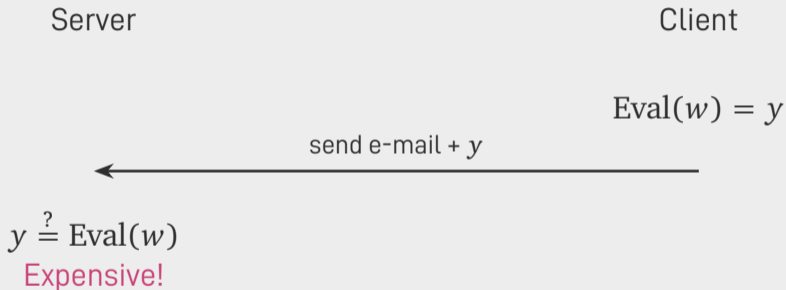 Server
Client
Eval(w) = y
send e-mail + y
y ≟ Eval(w)
Expensive!